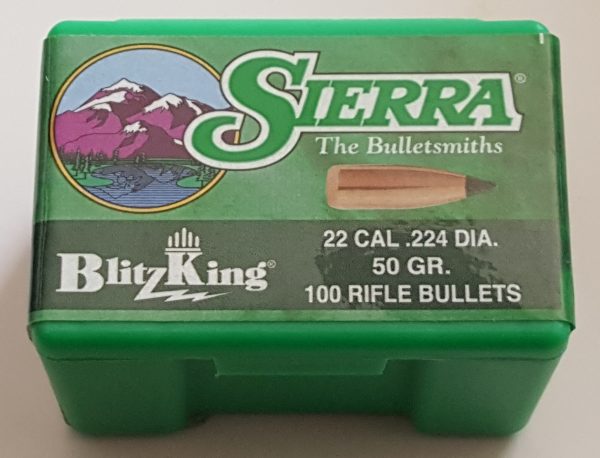 SIERRA®
The Bulletsmiths
BlitzKing®
22 CAL .224 DIA.
50 GR.
100 RIFLE BULLETS